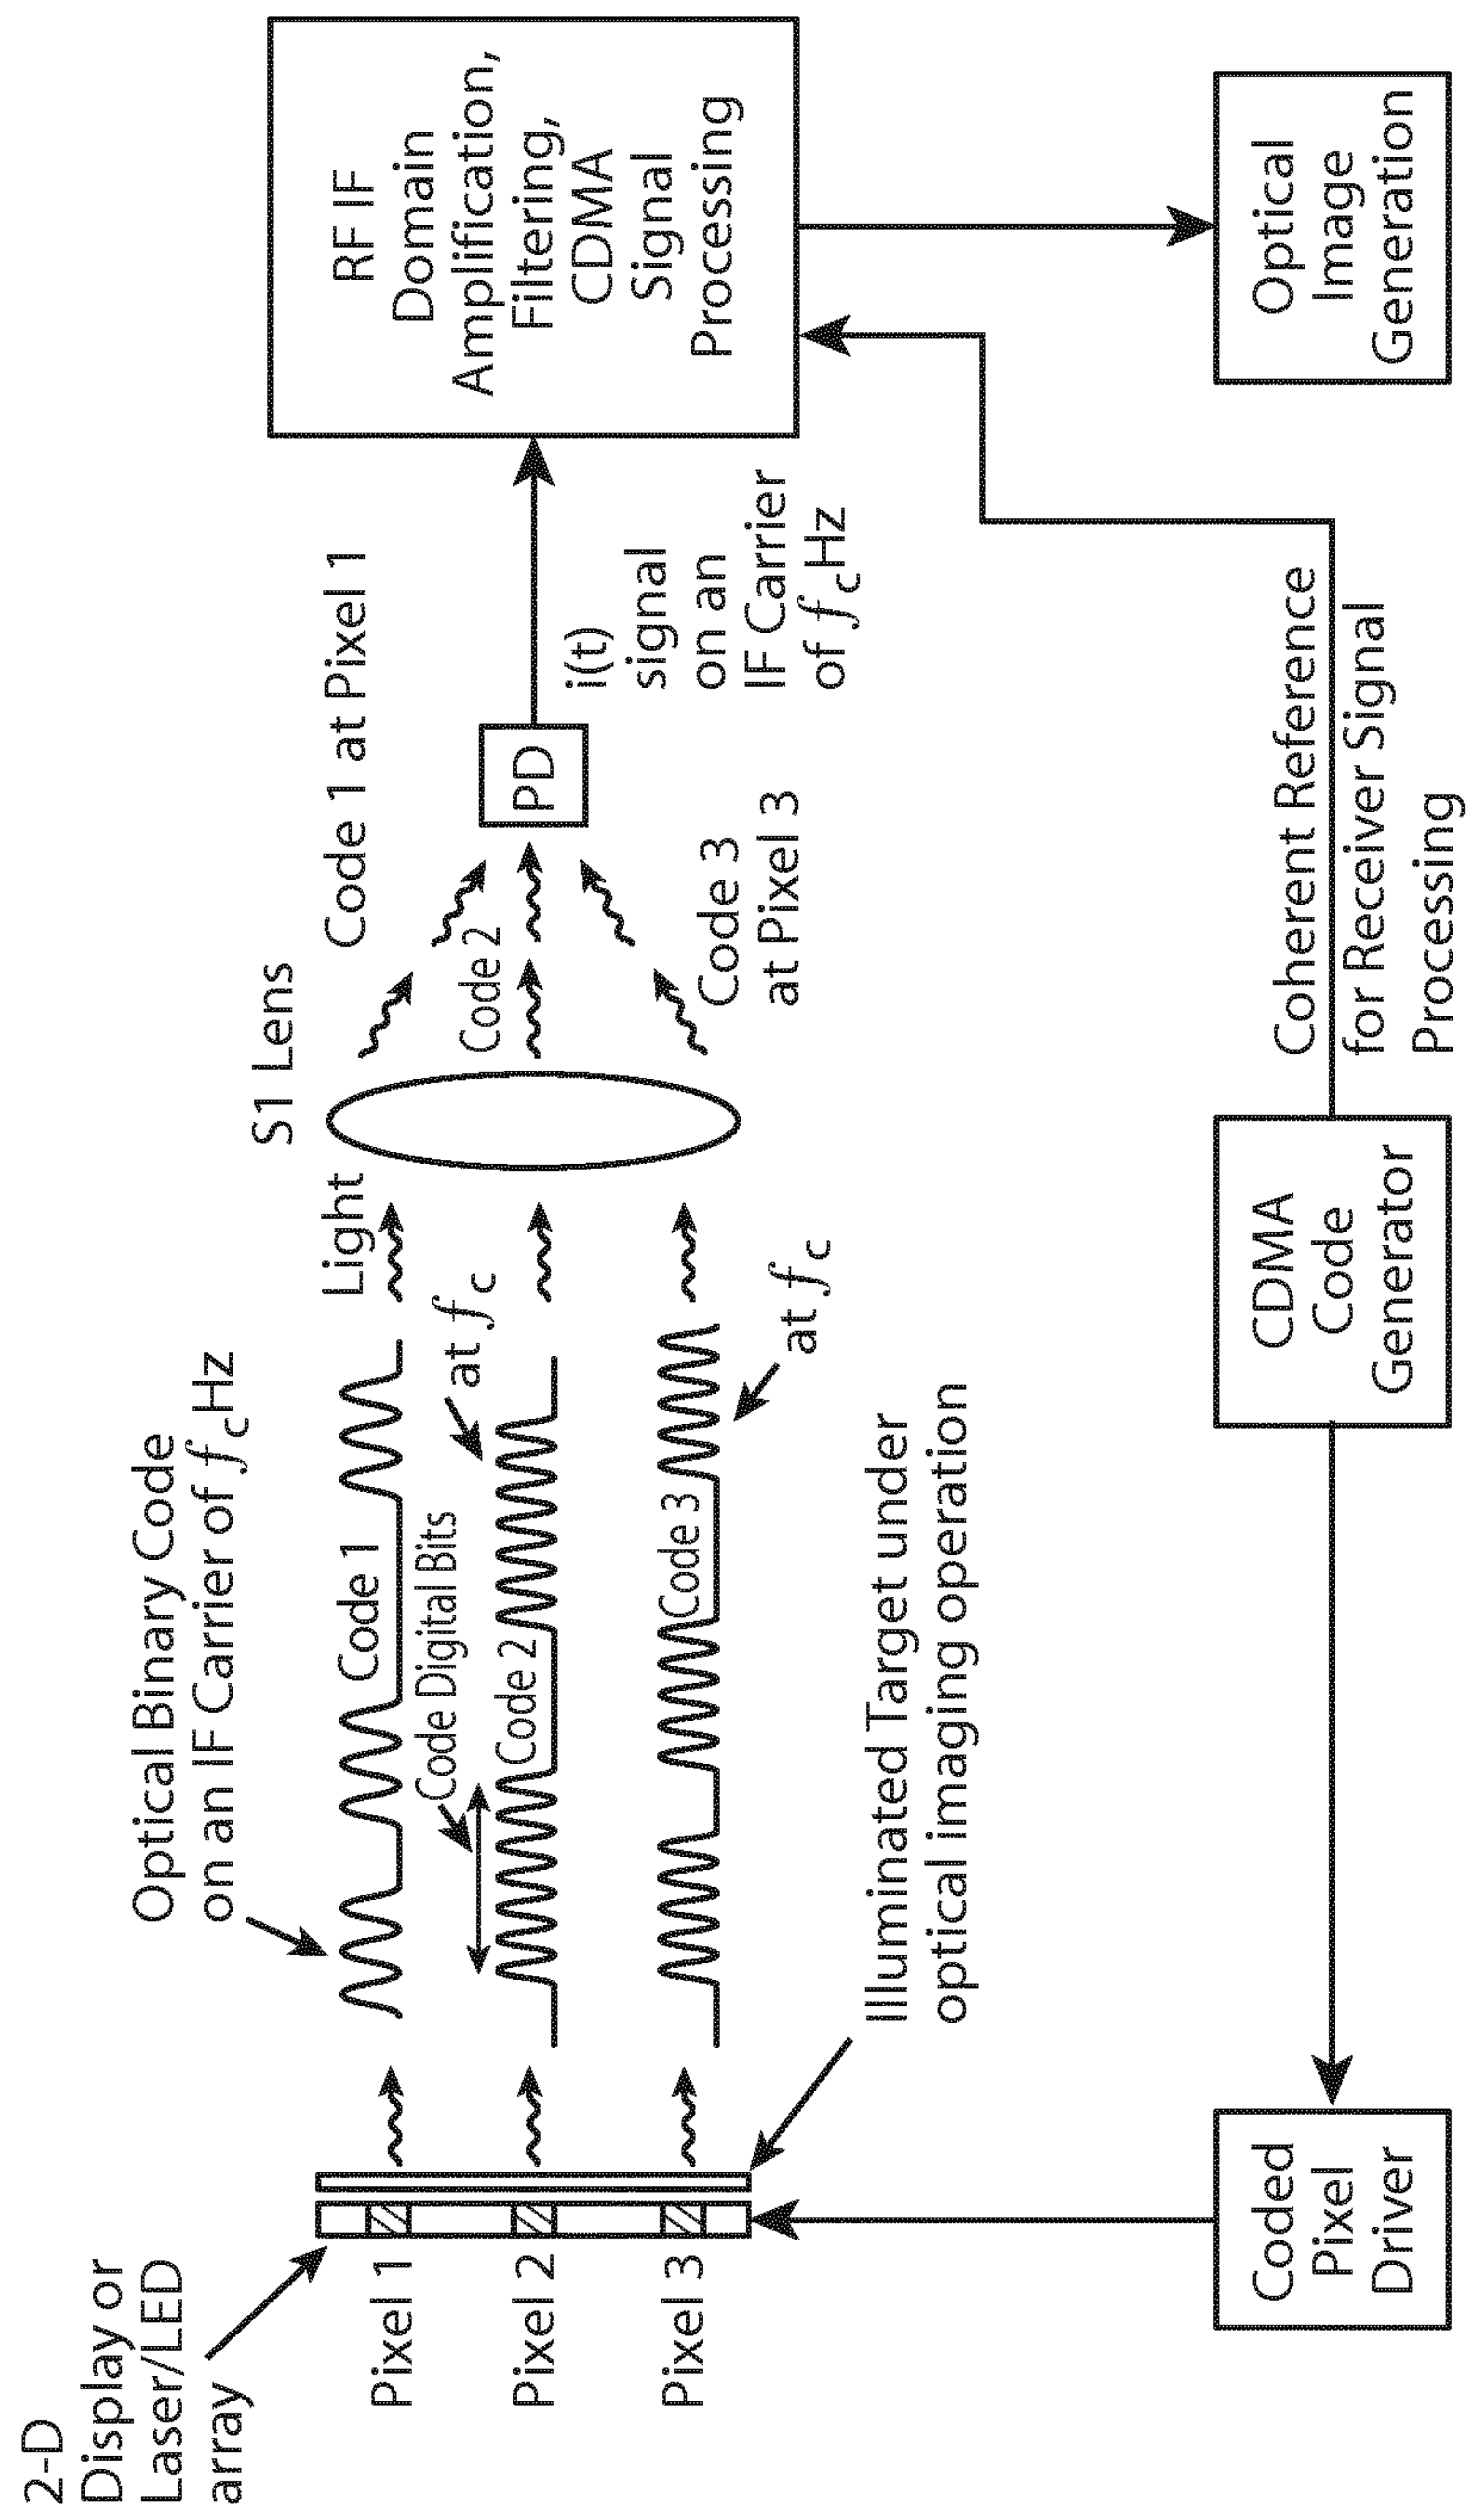 2-D
Display or
Laser/LED
array
Pixel 1
Pixel 2
Pixel 3
Optical Binary Code
on an IF Carrier of fcHz
Code 1
Code Digital Bits
Code 2
at fc
Code 3
at fc
Illuminated Target under
optical imaging operation
Light
S1 Lens
Code 1 at Pixel 1
Code 2
Code 3
at Pixel 3
PD
i(t)
signal
on an
IF Carrier
of fcHz
RF IF
Domain
Amplification,
Filtering,
CDMA
Signal
Processing
Coded
Pixel
Driver
CDMA
Code
Generator
Coherent Reference
for Receiver Signal
Processing
Optical
Image
Generation